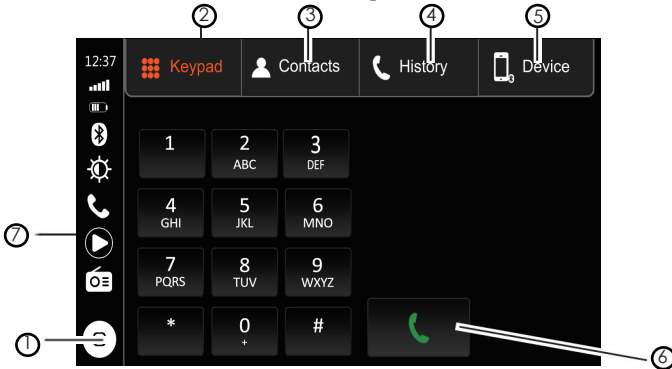 2 3 4 5
12:37 Keypad Contacts History Device
1 2 3
ABC DEF
4 5 6
GHI JKL MNO
7
7 8 9
PQRS TUV WXYZ
* 0 #
+
1
6